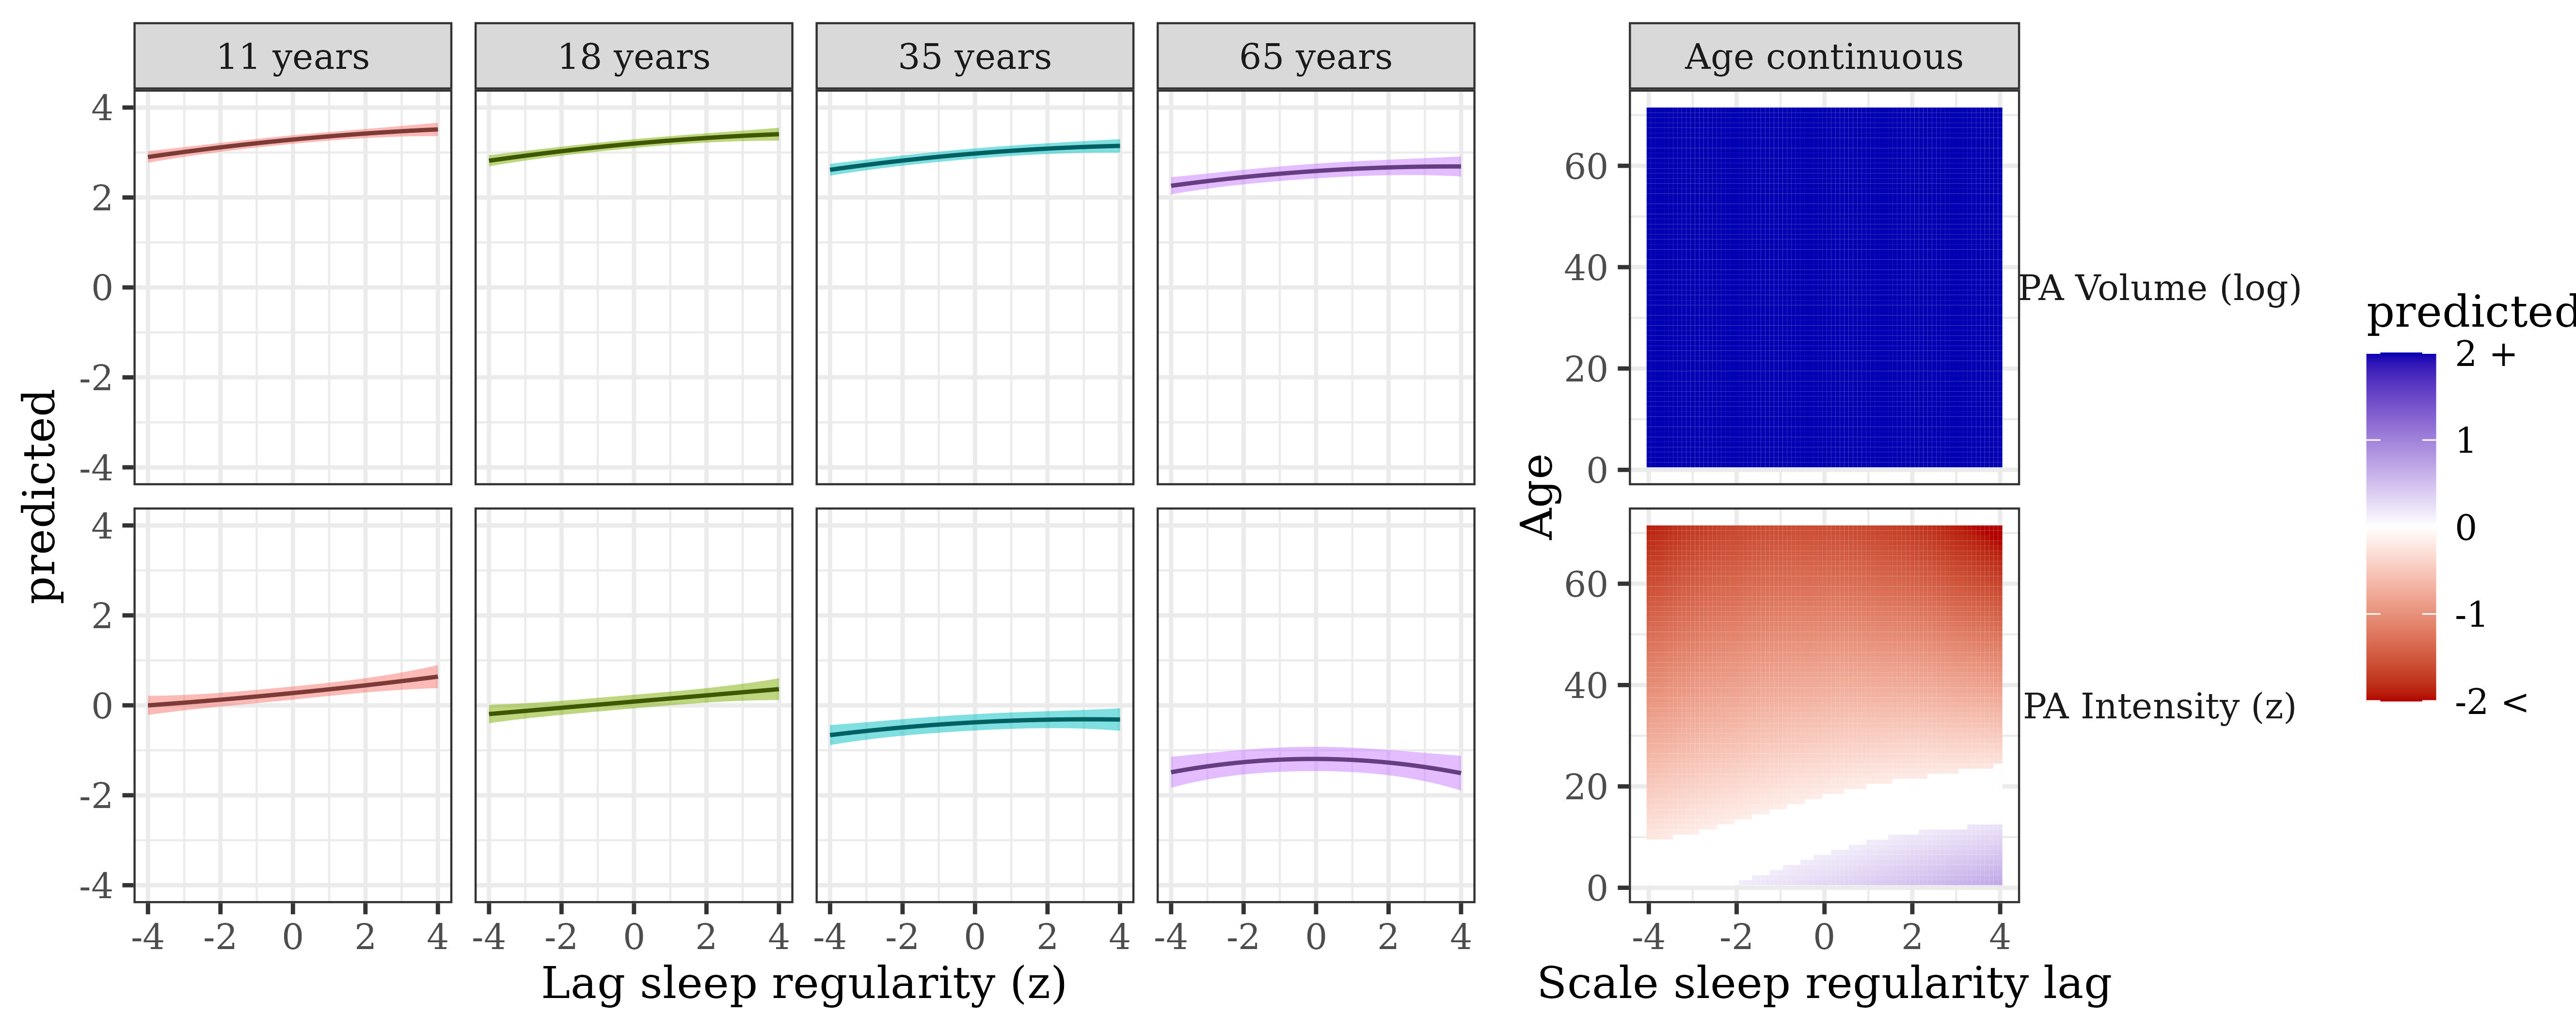 11 years
18 years
35 years
65 years
Age continuous
4
2
0
-2
-4
60
40
20
0
PA Volume (log)
predicted
4
2
0
-2
-4
Age
60
40
20
0
PA Intensity (z)
predicted
2 +
1
0
-1
-2 <
-4 -2 0 2 4
-4 -2 0 2 4
-4 -2 0 2 4
-4 -2 0 2 4
-4 -2 0 2 4
Lag sleep regularity (z)
Scale sleep regularity lag